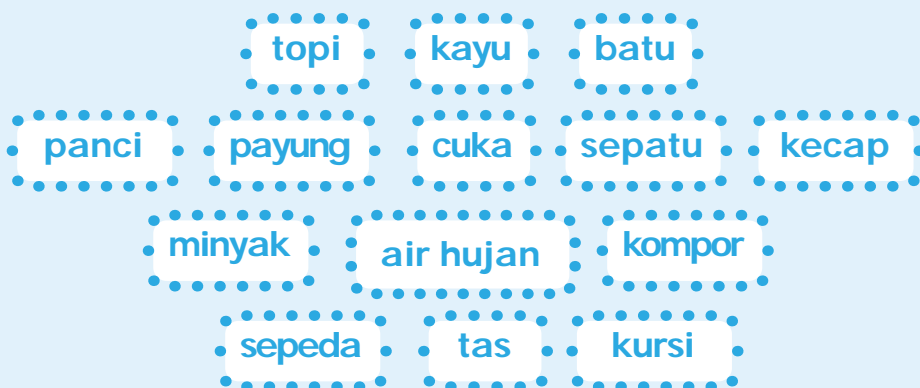 topi kayu batu
panci payung cuka sepatu kecap
minyak air hujan kompor
sepeda tas kursi